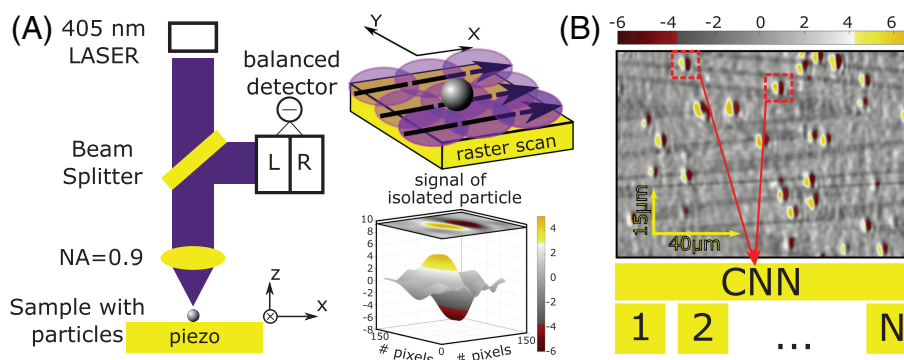 (A)
405 nm
LASER
balanced
detector
L R
Beam
Splitter
NA=0.9
Sample with
particles
piezo
z
x
Y
X
raster scan
signal of
isolated particle
10
8
6
4
2
0
-2
-4
-6
-8
150
# pixels
0
# pixels
150
4
2
0
-2
-4
-6
(B)
-6 -4 -2 0 2 4
15µm
40µm
CNN
1 2 ... N